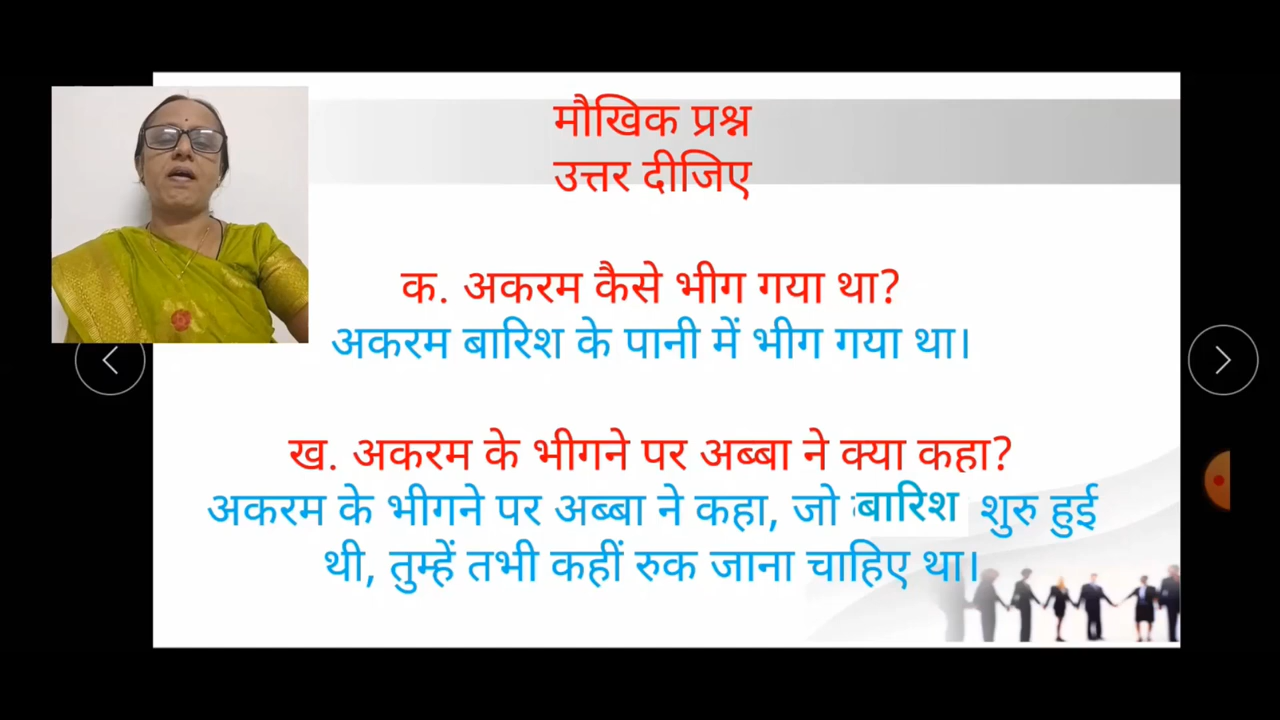 मौखिक प्रश्न
उत्तर दीजिए
क. अकरम कैसे भीग गया था?
अकरम बारिश के पानी में भीग गया था।
ख. अकरम के भीगने पर अब्बा ने क्या कहा?
अकरम के भीगने पर अब्बा ने कहा, जो बारिश शुरु हुई
थी, तुम्हें तभी कहीं रुक जाना चाहिए था।